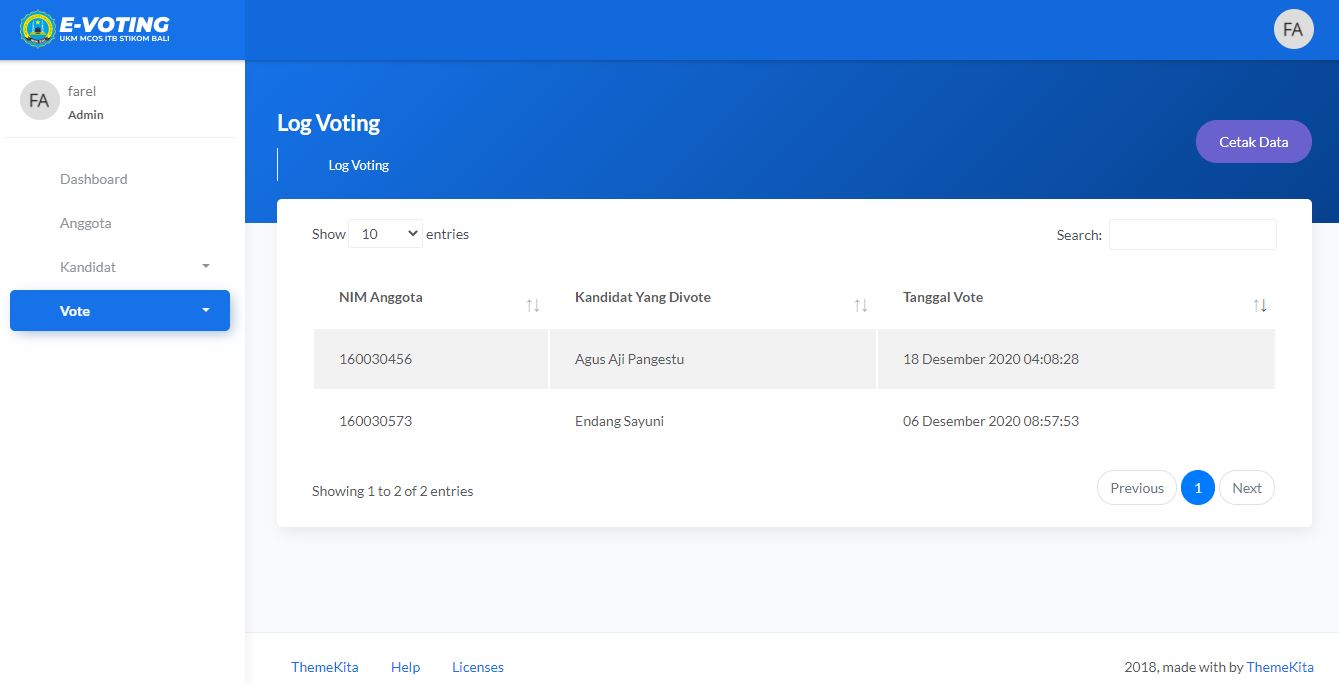 E-VOTING
UKM MCOS ITB STIKOM BALI
FA
FA
farel
Admin
Dashboard
Anggota
Kandidat
Vote
Log Voting
Log Voting
Cetak Data
Show 10 entries
Search:
NIM Anggota Kandidat Yang Divote Tanggal Vote
160030456 Agus Aji Pangestu 18 Desember 2020 04:08:28
160030573 Endang Sayuni 06 Desember 2020 08:57:53
Showing 1 to 2 of 2 entries
Previous 1 Next
ThemeKita Help Licenses
2018, made with by ThemeKita